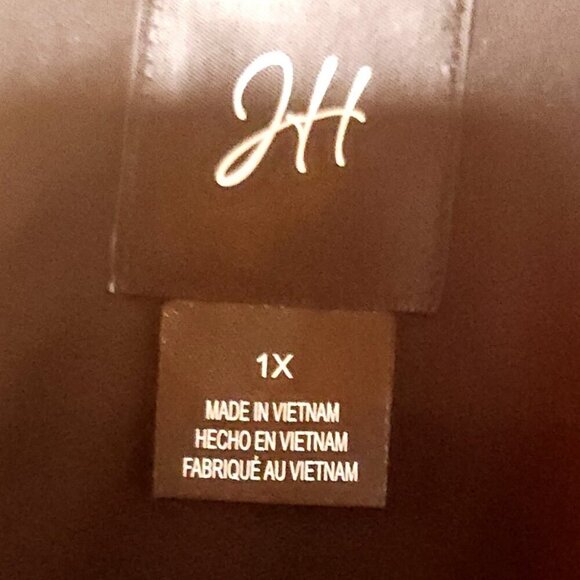 JH
1X
MADE IN VIETNAM
HECHO EN VIETNAM
FABRIQUÉ AU VIETNAM